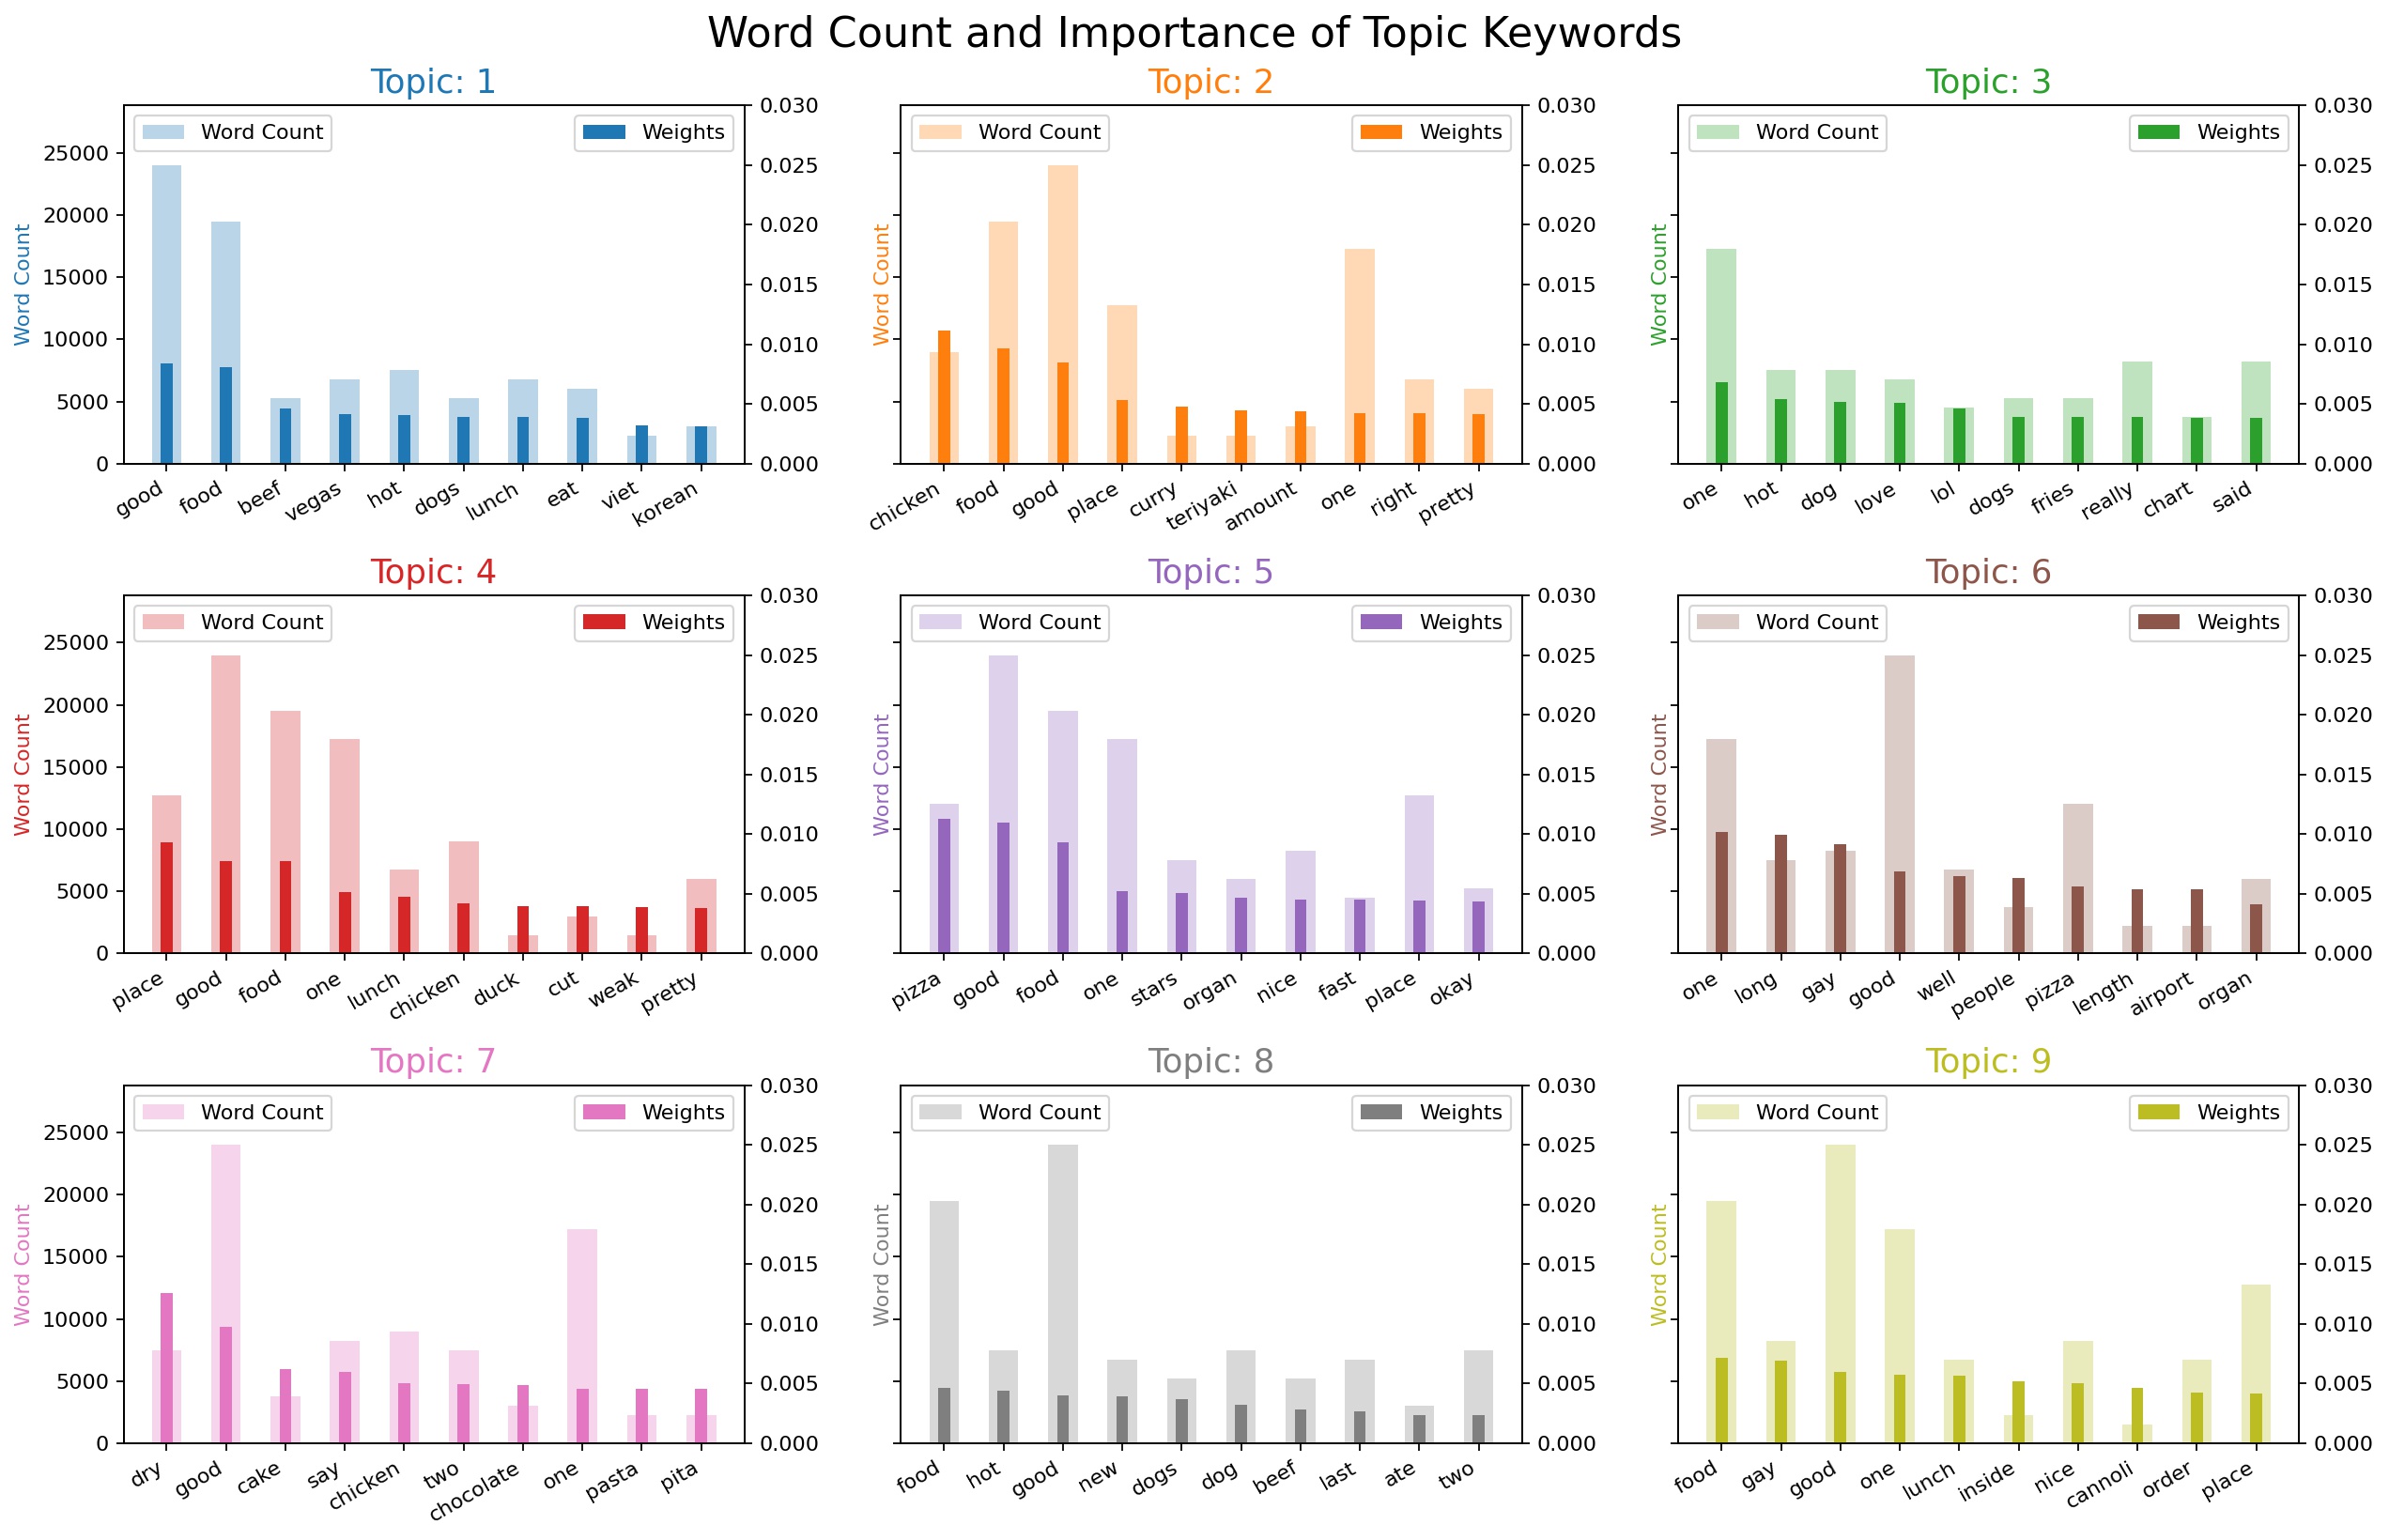 Word Count and Importance of Topic Keywords
Topic: 1
Word Count
Weights
Word Count
25000
20000
15000
10000
5000
0
0.030
0.025
0.020
0.015
0.010
0.005
0.000
good
food
beef
vegas
hot
dogs
lunch
eat
viet
korean
Topic: 2
Word Count
Weights
Word Count
0.030
0.025
0.020
0.015
0.010
0.005
0.000
chicken
food
good
place
curry
teriyaki
amount
one
right
pretty
Topic: 3
Word Count
Weights
Word Count
0.030
0.025
0.020
0.015
0.010
0.005
0.000
one
hot
dog
love
lol
dogs
fries
really
chart
said
Topic: 4
Word Count
Weights
Word Count
25000
20000
15000
10000
5000
0
0.030
0.025
0.020
0.015
0.010
0.005
0.000
place
good
food
one
lunch
chicken
duck
cut
weak
pretty
Topic: 5
Word Count
Weights
Word Count
0.030
0.025
0.020
0.015
0.010
0.005
0.000
pizza
good
food
one
stars
organ
nice
fast
place
okay
Topic: 6
Word Count
Weights
Word Count
0.030
0.025
0.020
0.015
0.010
0.005
0.000
one
long
gay
good
well
people
pizza
length
airport
organ
Topic: 7
Word Count
Weights
Word Count
25000
20000
15000
10000
5000
0
0.030
0.025
0.020
0.015
0.010
0.005
0.000
dry
good
cake
say
chicken
two
chocolate
one
pasta
pita
Topic: 8
Word Count
Weights
Word Count
0.030
0.025
0.020
0.015
0.010
0.005
0.000
food
hot
good
new
dogs
dog
beef
last
ate
two
Topic: 9
Word Count
Weights
Word Count
0.030
0.025
0.020
0.015
0.010
0.005
0.000
food
gay
good
one
lunch
inside
nice
cannoli
order
place